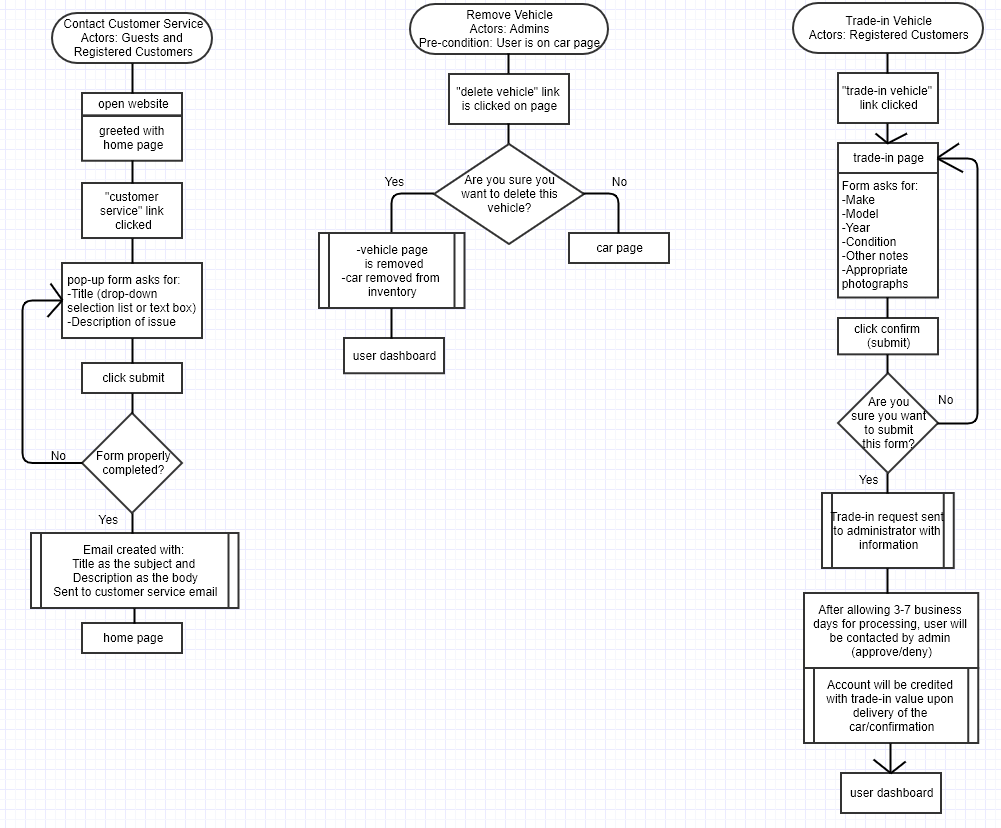 Contact Customer Service
Actors: Guests and
Registered Customers
open website
greeted with
home page
"customer
service" link
clicked
pop-up form asks for:
-Title (drop-down
selection list or text box)
-Description of issue
click submit
Form properly
completed?
No
Yes
Email created with:
Title as the subject and
Description as the body
Sent to customer service email
home page
Remove Vehicle
Actors: Admins
Pre-condition: User is on car page
"delete vehicle" link
is clicked on page
Are you sure you
want to delete this
vehicle?
Yes
No
-vehicle page
is removed
-car removed from
inventory
car page
user dashboard
Trade-in Vehicle
Actors: Registered Customers
"trade-in vehicle"
link clicked
trade-in page
Form asks for:
-Make
-Model
-Year
-Condition
-Other notes
-Appropriate
photographs
click confirm
(submit)
Are you
sure you want
to submit
this form?
No
Yes
Trade-in request sent
to administrator with
information
After allowing 3-7 business
days for processing, user will
be contacted by admin
(approve/deny)
Account will be credited
with trade-in value upon
delivery of the
car/confirmation
user dashboard